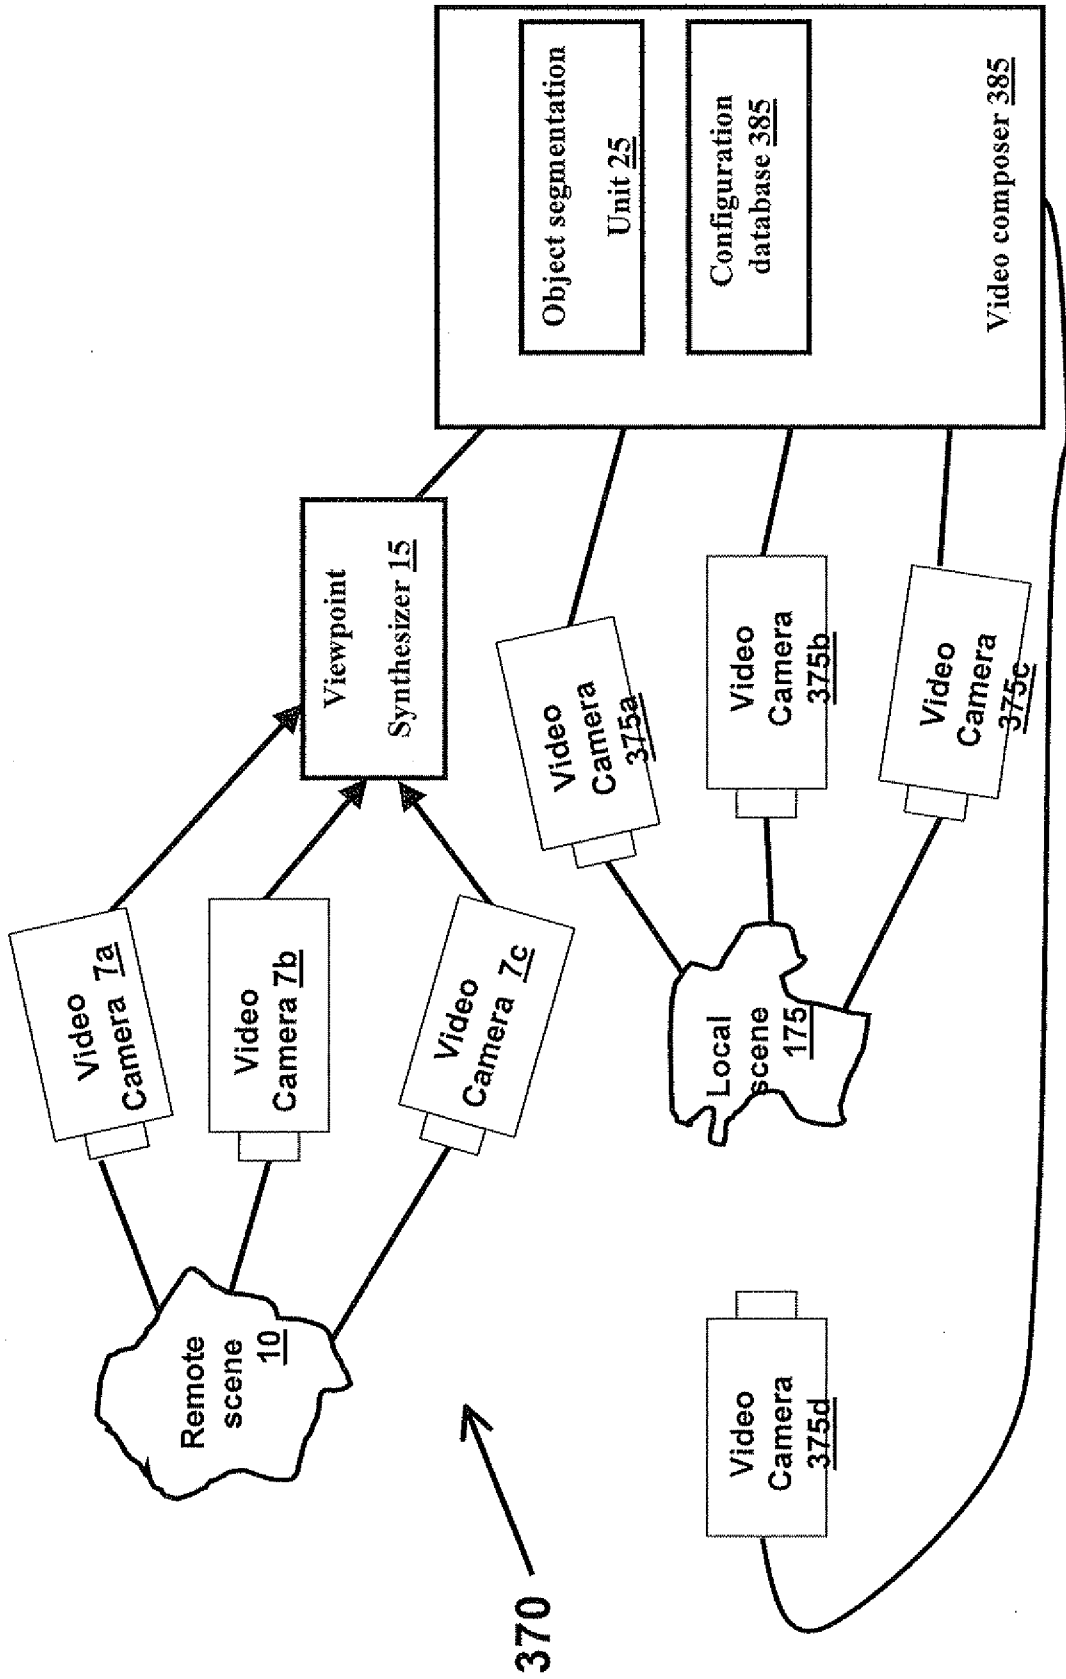 Remote
scene
10
Video
Camera 7a
Video
Camera 7b
Video
Camera 7c
Viewpoint
Synthesizer 15
370
Video
Camera
375d
Local
scene
175
Video
Camera
375a
Video
Camera
375b
Video
Camera
375c
Object segmentation
Unit 25
Configuration
database 385
Video composer 385